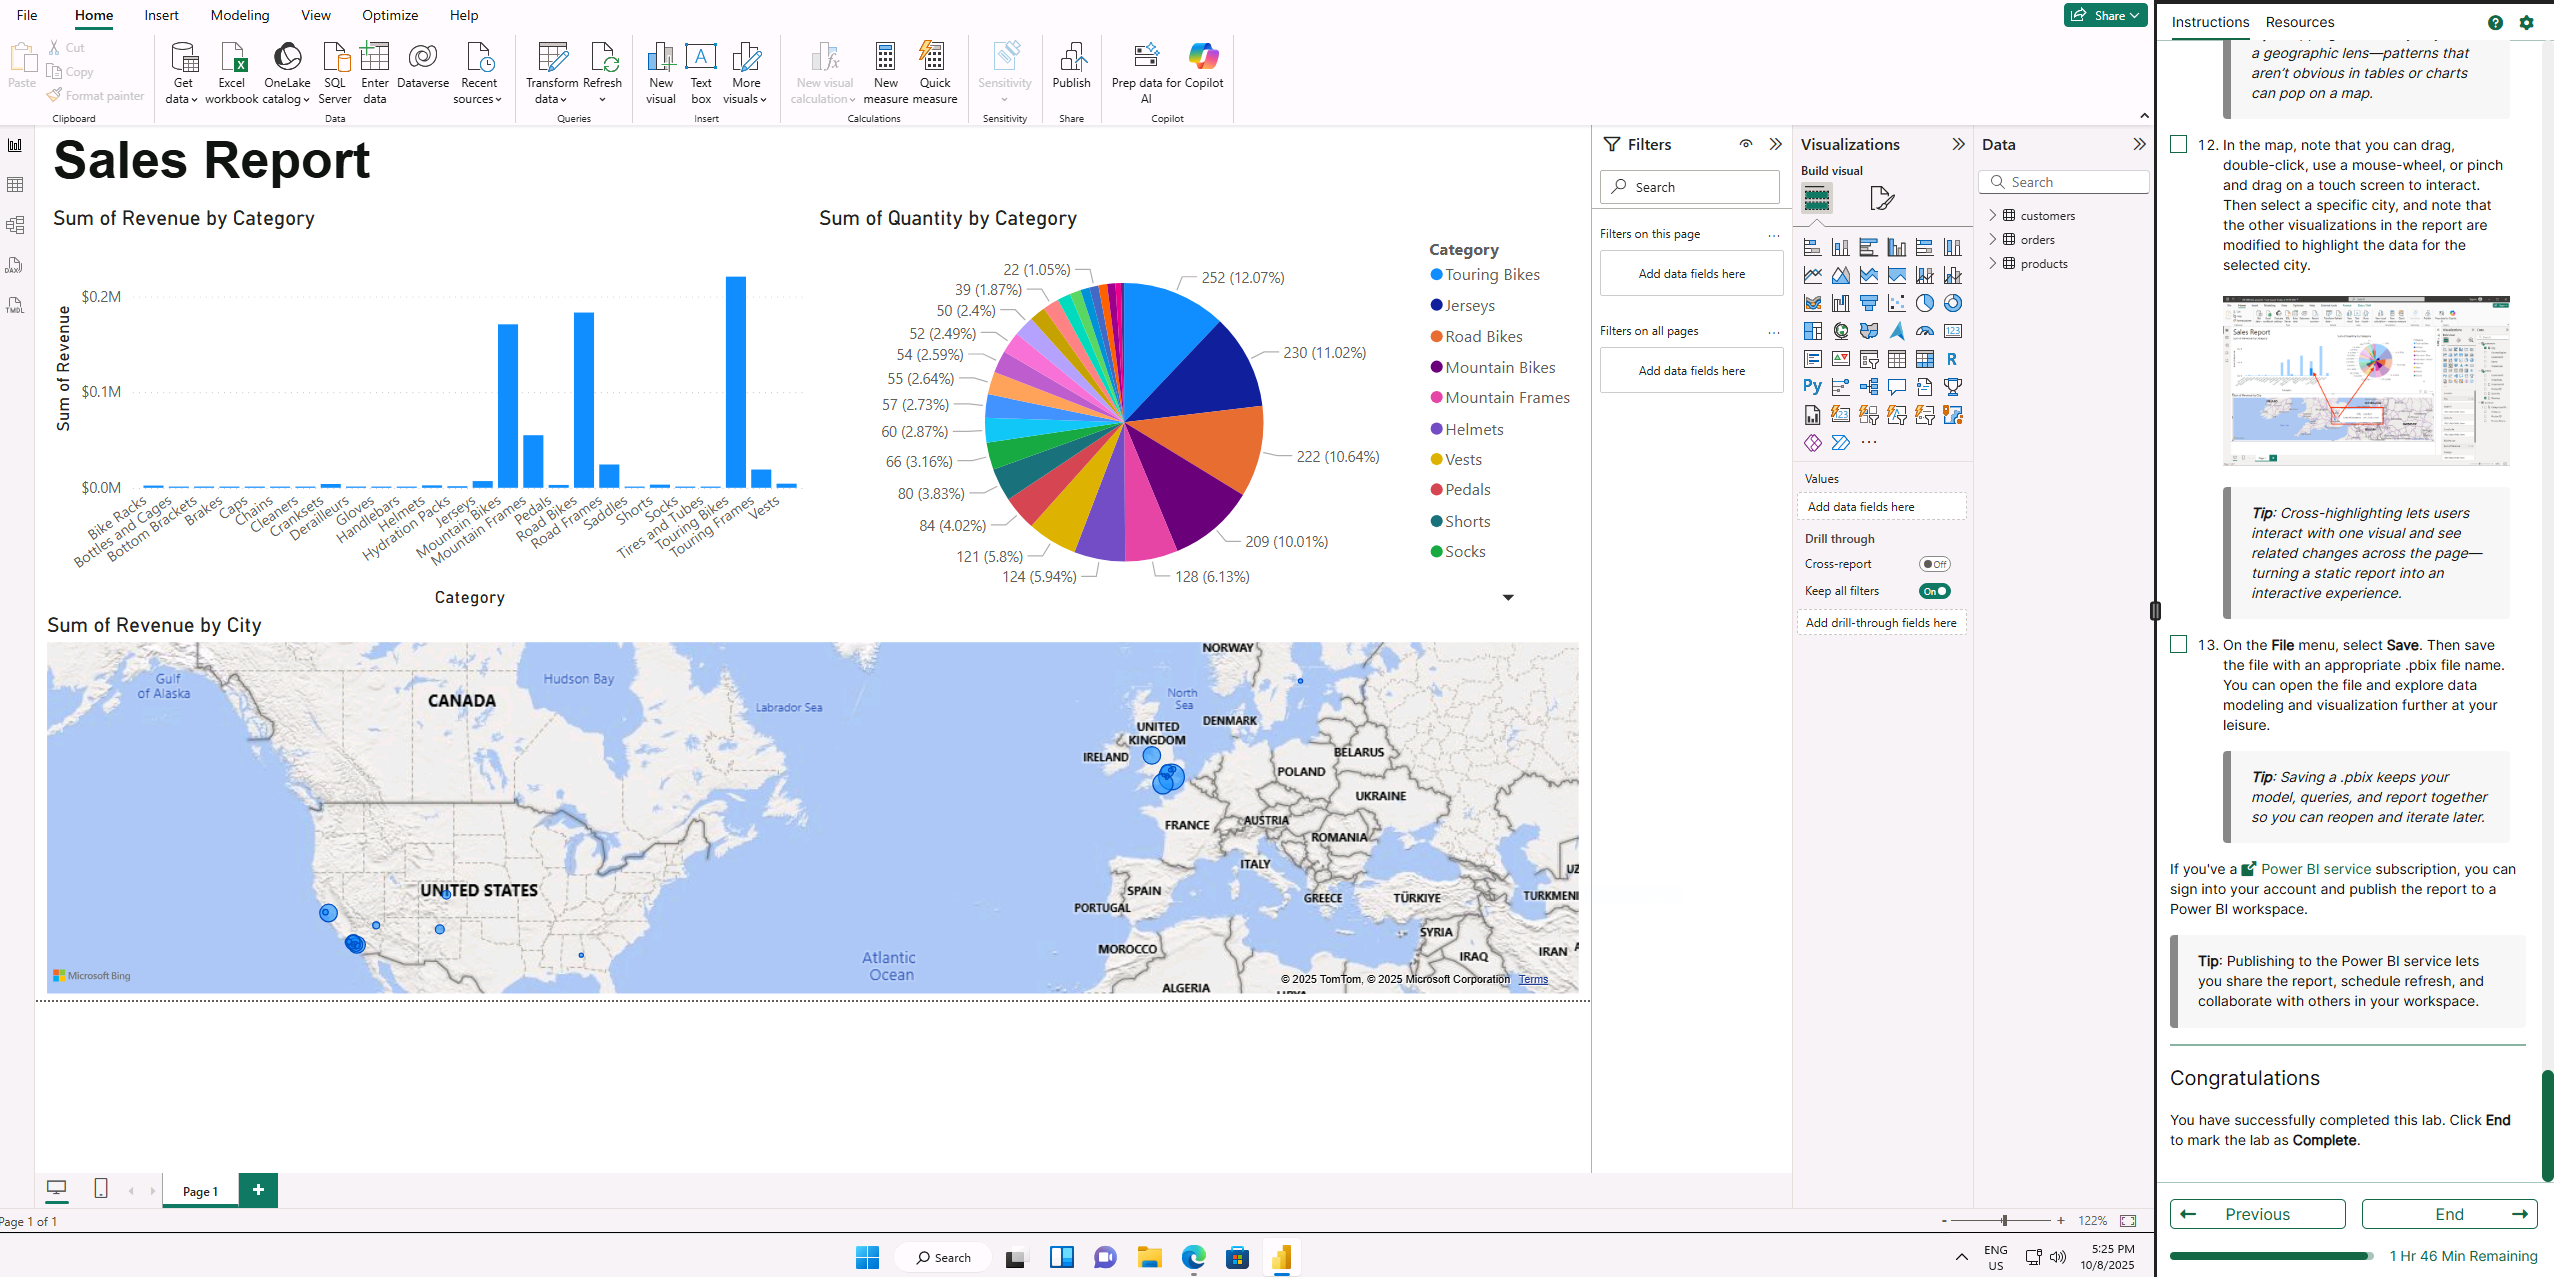 File Home Insert Modeling View Optimize Help
Share
Paste
Cut
Copy
Format painter
Clipboard
Get data
Excel workbook
OneLake catalog
SQL Server
Enter data
Dataverse
Recent sources
Data
Transform data
Refresh
Queries
New visual
Text box
More visuals
Insert
New visual calculation
New measure
Quick measure
Calculations
Sensitivity
Sensitivity
Publish
Share
Prep data for AI
Copilot
Copilot
DAX
TMDL
Sales Report
Sum of Revenue by Category
Sum of Revenue
$0.2M
$0.1M
$0.0M
Bike Racks
Bottles and Cages
Bottom Brackets
Brakes
Caps
Chains
Cleaners
Cranksets
Derailleurs
Gloves
Handlebars
Helmets
Hydration Packs
Jerseys
Mountain Bikes
Mountain Frames
Pedals
Road Bikes
Road Frames
Saddles
Shorts
Socks
Tires and Tubes
Touring Bikes
Touring Frames
Vests
Category
Sum of Quantity by Category
22 (1.05%)
39 (1.87%)
50 (2.4%)
52 (2.49%)
54 (2.59%)
55 (2.64%)
57 (2.73%)
60 (2.87%)
66 (3.16%)
80 (3.83%)
84 (4.02%)
121 (5.8%)
124 (5.94%)
128 (6.13%)
209 (10.01%)
222 (10.64%)
230 (11.02%)
252 (12.07%)
Category
Touring Bikes
Jerseys
Road Bikes
Mountain Bikes
Mountain Frames
Helmets
Vests
Pedals
Shorts
Socks
Sum of Revenue by City
Gulf
of Alaska
CANADA
Hudson Bay
Labrador Sea
UNITED STATES
Atlantic
Ocean
NORWAY
North
Sea
DENMARK
UNITED
KINGDOM
IRELAND
BELARUS
POLAND
UKRAINE
FRANCE
AUSTRIA
ROMANIA
ITALY
SPAIN
PORTUGAL
GREECE
TÜRKIYE
TURKMENI
UZ
SYRIA
MOROCCO
IRAQ
IRAN
ALGERIA
Microsoft Bing
© 2025 TomTom, © 2025 Microsoft Corporation Terms
Page 1
Page 1 of 1
122%
Filters
Search
Filters on this page
Add data fields here
Filters on all pages
Add data fields here
Visualizations
Build visual
123
R
Py
Values
Add data fields here
Drill through
Cross-report Off
Keep all filters On
Add drill-through fields here
Data
Search
customers
orders
products
Search
ENG
US
5:25 PM
10/8/2025
Instructions Resources
a geographic lens—patterns that
aren't obvious in tables or charts
can pop on a map.
12. In the map, note that you can drag,
double-click, use a mouse-wheel, or pinch
and drag on a touch screen to interact.
Then select a specific city, and note that
the other visualizations in the report are
modified to highlight the data for the
selected city.
Sales Report
Tip: Cross-highlighting lets users
interact with one visual and see
related changes across the page—
turning a static report into an
interactive experience.
13. On the File menu, select Save. Then save
the file with an appropriate .pbix file name.
You can open the file and explore data
modeling and visualization further at your
leisure.
Tip: Saving a .pbix keeps your
model, queries, and report together
so you can reopen and iterate later.
If you've a Power BI service subscription, you can
sign into your account and publish the report to a
Power BI workspace.
Tip: Publishing to the Power BI service lets
you share the report, schedule refresh, and
collaborate with others in your workspace.
Congratulations
You have successfully completed this lab. Click End
to mark the lab as Complete.
Previous
End
1 Hr 46 Min Remaining